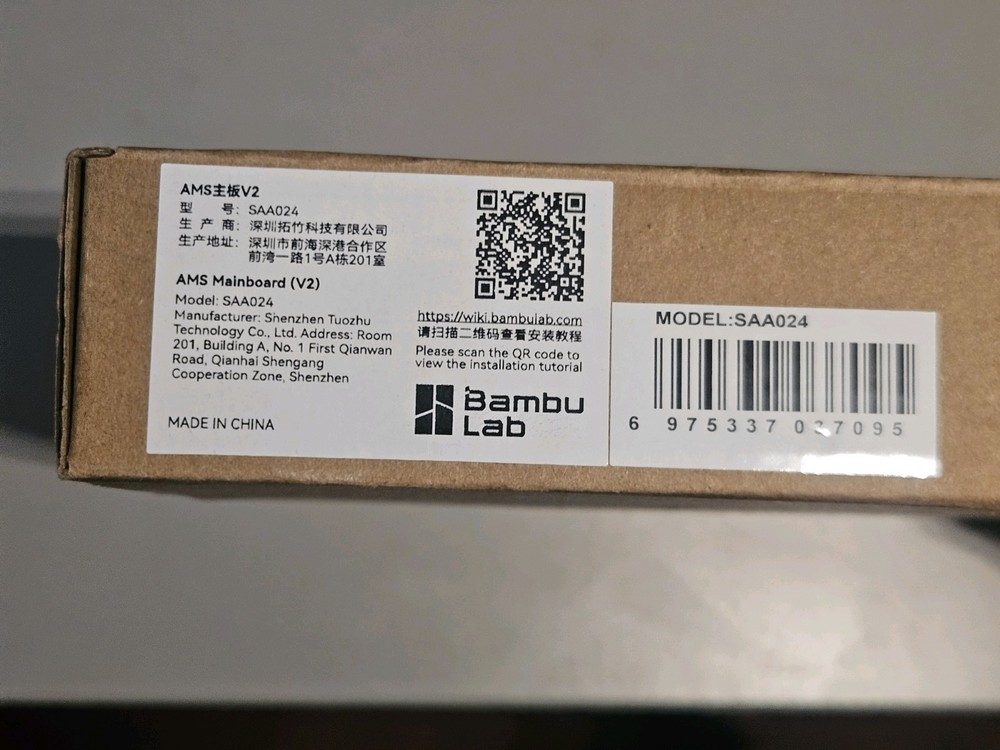 AMS主板V2
型 号: SAA024
生产商: 深圳拓竹科技有限公司
生产地址: 深圳市前海深港合作区
前湾一路1号A栋201室
AMS Mainboard (V2)
Model: SAA024
Manufacturer: Shenzhen Tuozhu
Technology Co., Ltd. Address: Room
201, Building A, No. 1 First Qianwan
Road, Qianhai Shengang
Cooperation Zone, Shenzhen
MADE IN CHINA
https://wiki.bambulab.com
请扫描二维码查看安装教程
Please scan the QR code to
view the installation tutorial
Bambu
Lab
MODEL:SAA024
6 975337 037095